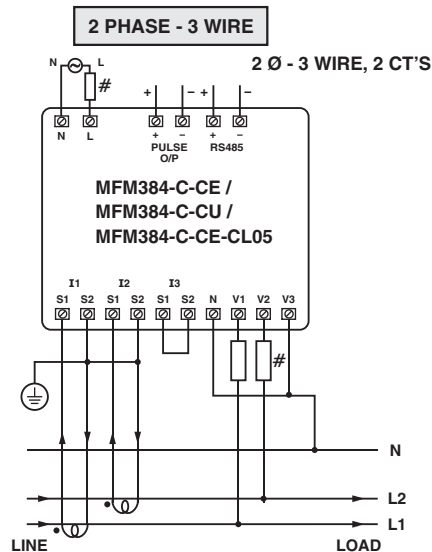 2 PHASE - 3 WIRE
2 Ø - 3 WIRE, 2 CT'S
N L
#
+ − + −
N L + − + −
PULSE O/P RS485
MFM384-C-CE /
MFM384-C-CU /
MFM384-C-CE-CL05
I1 I2 I3
S1 S2 S1 S2 S1 S2 N V1 V2 V3
#
N
L2
L1
LINE LOAD